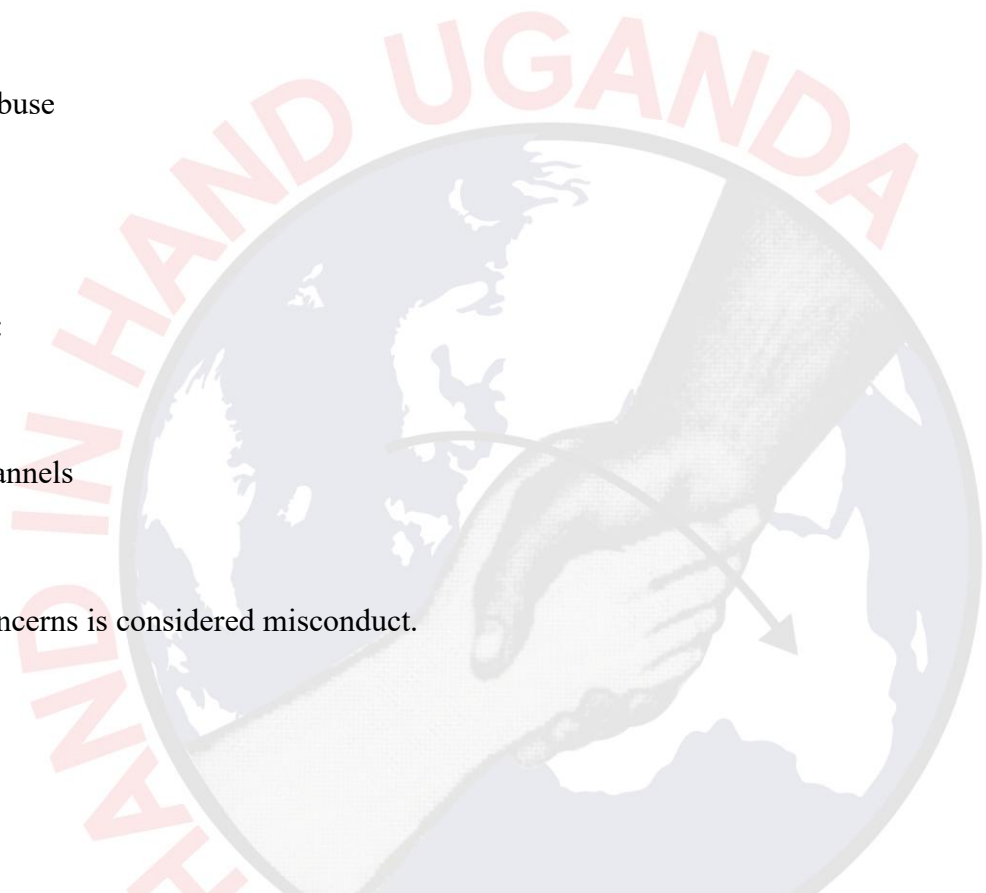 HAND IN HAND UGANDA
buse
:
annels
ncerns is considered misconduct.